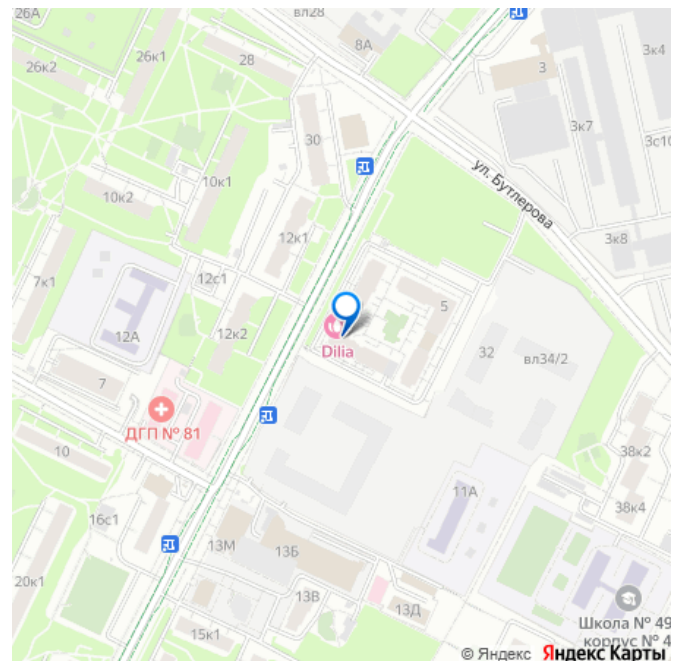 26А
вл28
26к1
26к2
28
8А
3
3к4
3к7
3с10
30
ул. Бутлерова
10к1
10к2
12к1
3к8
7к1
12с1
5
12А
12к2
Dilia
32
вл34/2
7
ДГП № 81
10
38к2
11А
38к4
16с1
13М
13Б
20к1
13В
13Д
Школа № 49
корпус № 4
15к1
© Яндекс Яндекс Карты